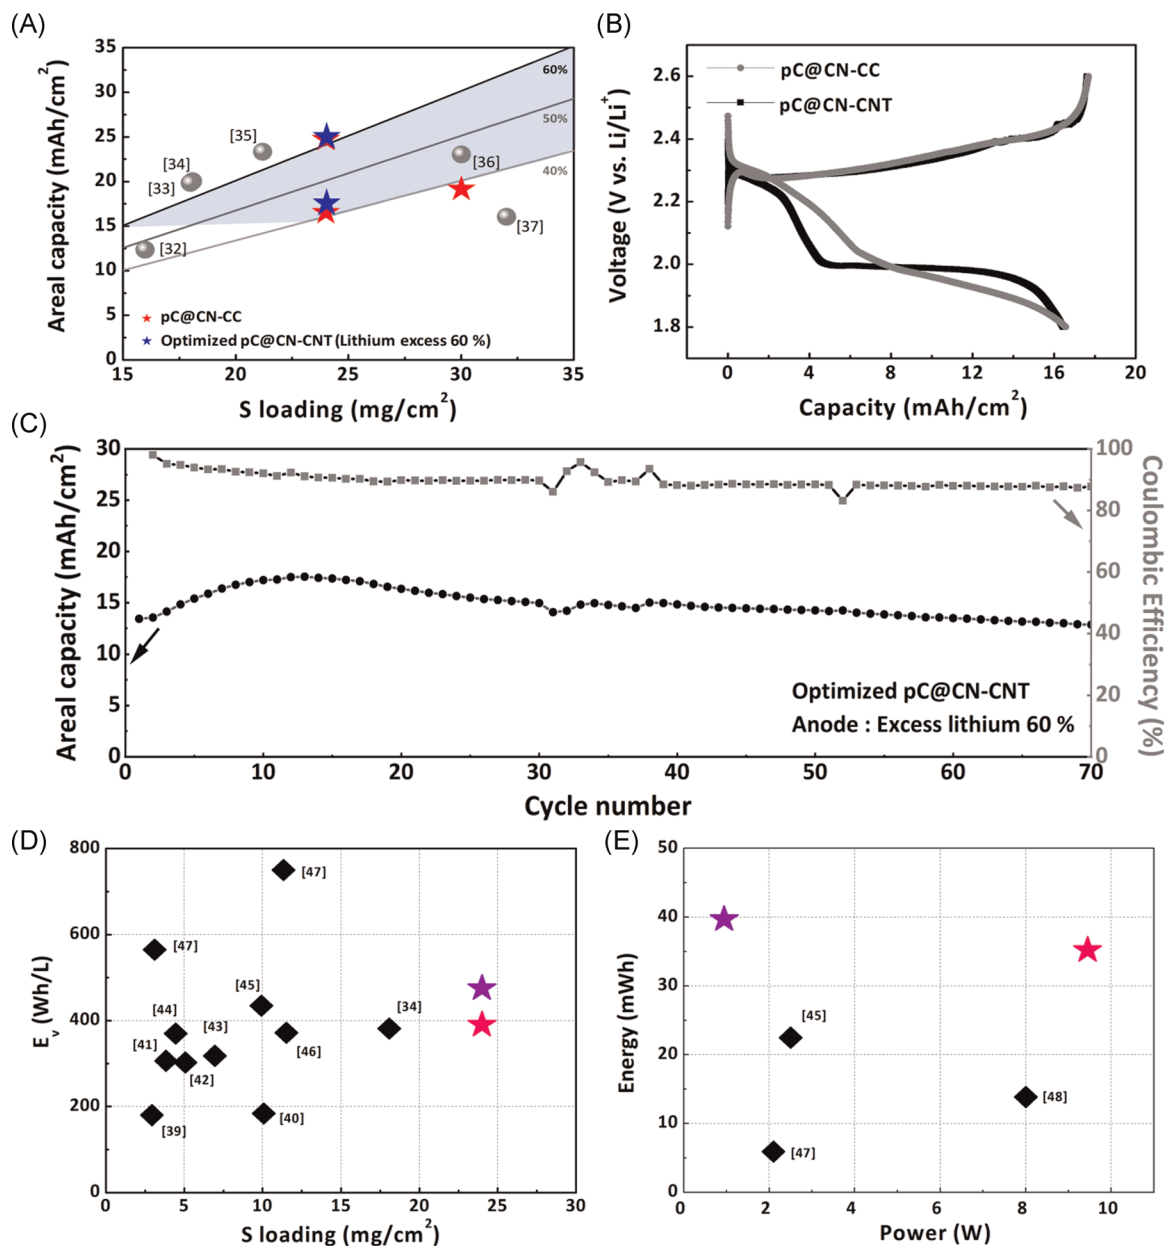 (A)
Areal capacity (mAh/cm²)
35
30
25
20
15
10
5
0
60%
50%
40%
[35]
[34]
[33]
[36]
[37]
[32]
pC@CN-CC
Optimized pC@CN-CNT (Lithium excess 60 %)
15 20 25 30 35
S loading (mg/cm²)
(B)
Voltage (V vs. Li/Li⁺)
2.6
2.4
2.2
2.0
1.8
pC@CN-CC
pC@CN-CNT
0 4 8 12 16 20
Capacity (mAh/cm²)
(C)
Areal capacity (mAh/cm²)
30
25
20
15
10
5
0
100
80
60
40
20
0
Coulombic Efficiency (%)
Optimized pC@CN-CNT
Anode : Excess lithium 60 %
0 10 20 30 40 50 60 70
Cycle number
(D)
Eᵥ (Wh/L)
800
600
400
200
0
[47]
[47]
[45]
[44]
[43]
[34]
[41]
[46]
[42]
[40]
[39]
0 5 10 15 20 25 30
S loading (mg/cm²)
(E)
Energy (mWh)
50
40
30
20
10
0
[45]
[48]
[47]
0 2 4 6 8 10
Power (W)